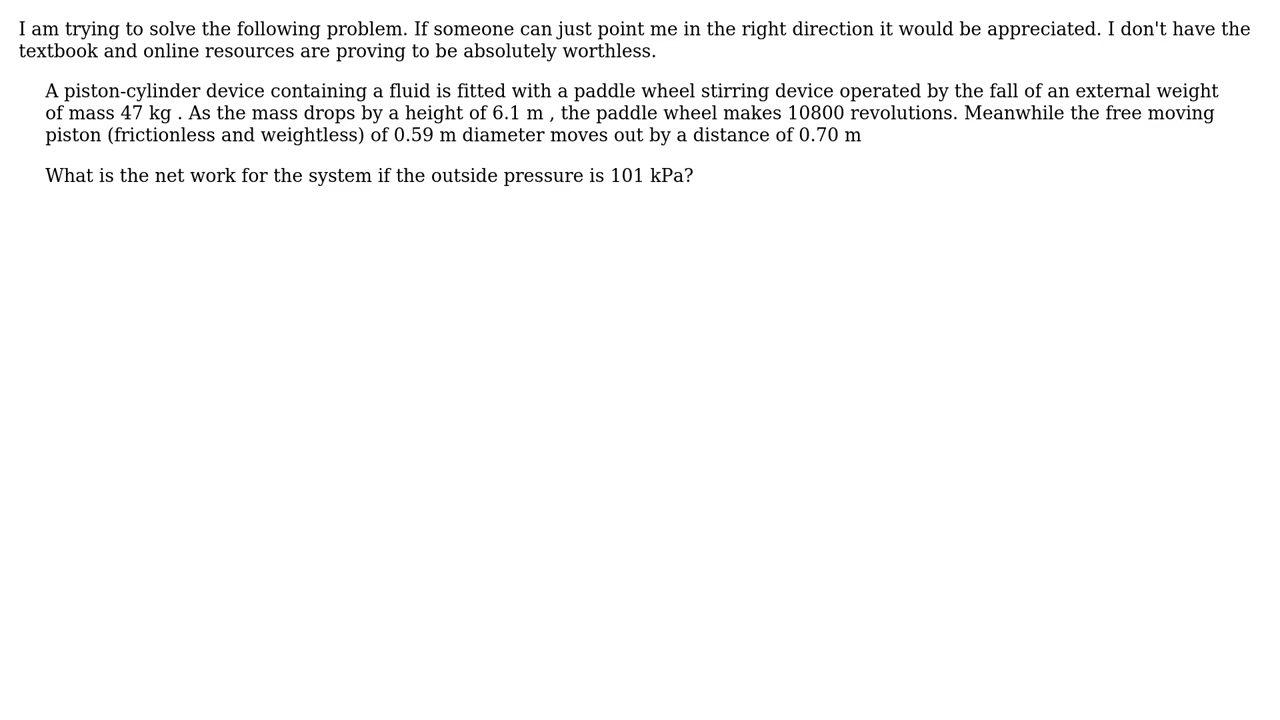 I am trying to solve the following problem. If someone can just point me in the right direction it would be appreciated. I don't have the
textbook and online resources are proving to be absolutely worthless.
A piston-cylinder device containing a fluid is fitted with a paddle wheel stirring device operated by the fall of an external weight
of mass 47 kg . As the mass drops by a height of 6.1 m , the paddle wheel makes 10800 revolutions. Meanwhile the free moving
piston (frictionless and weightless) of 0.59 m diameter moves out by a distance of 0.70 m
What is the net work for the system if the outside pressure is 101 kPa?